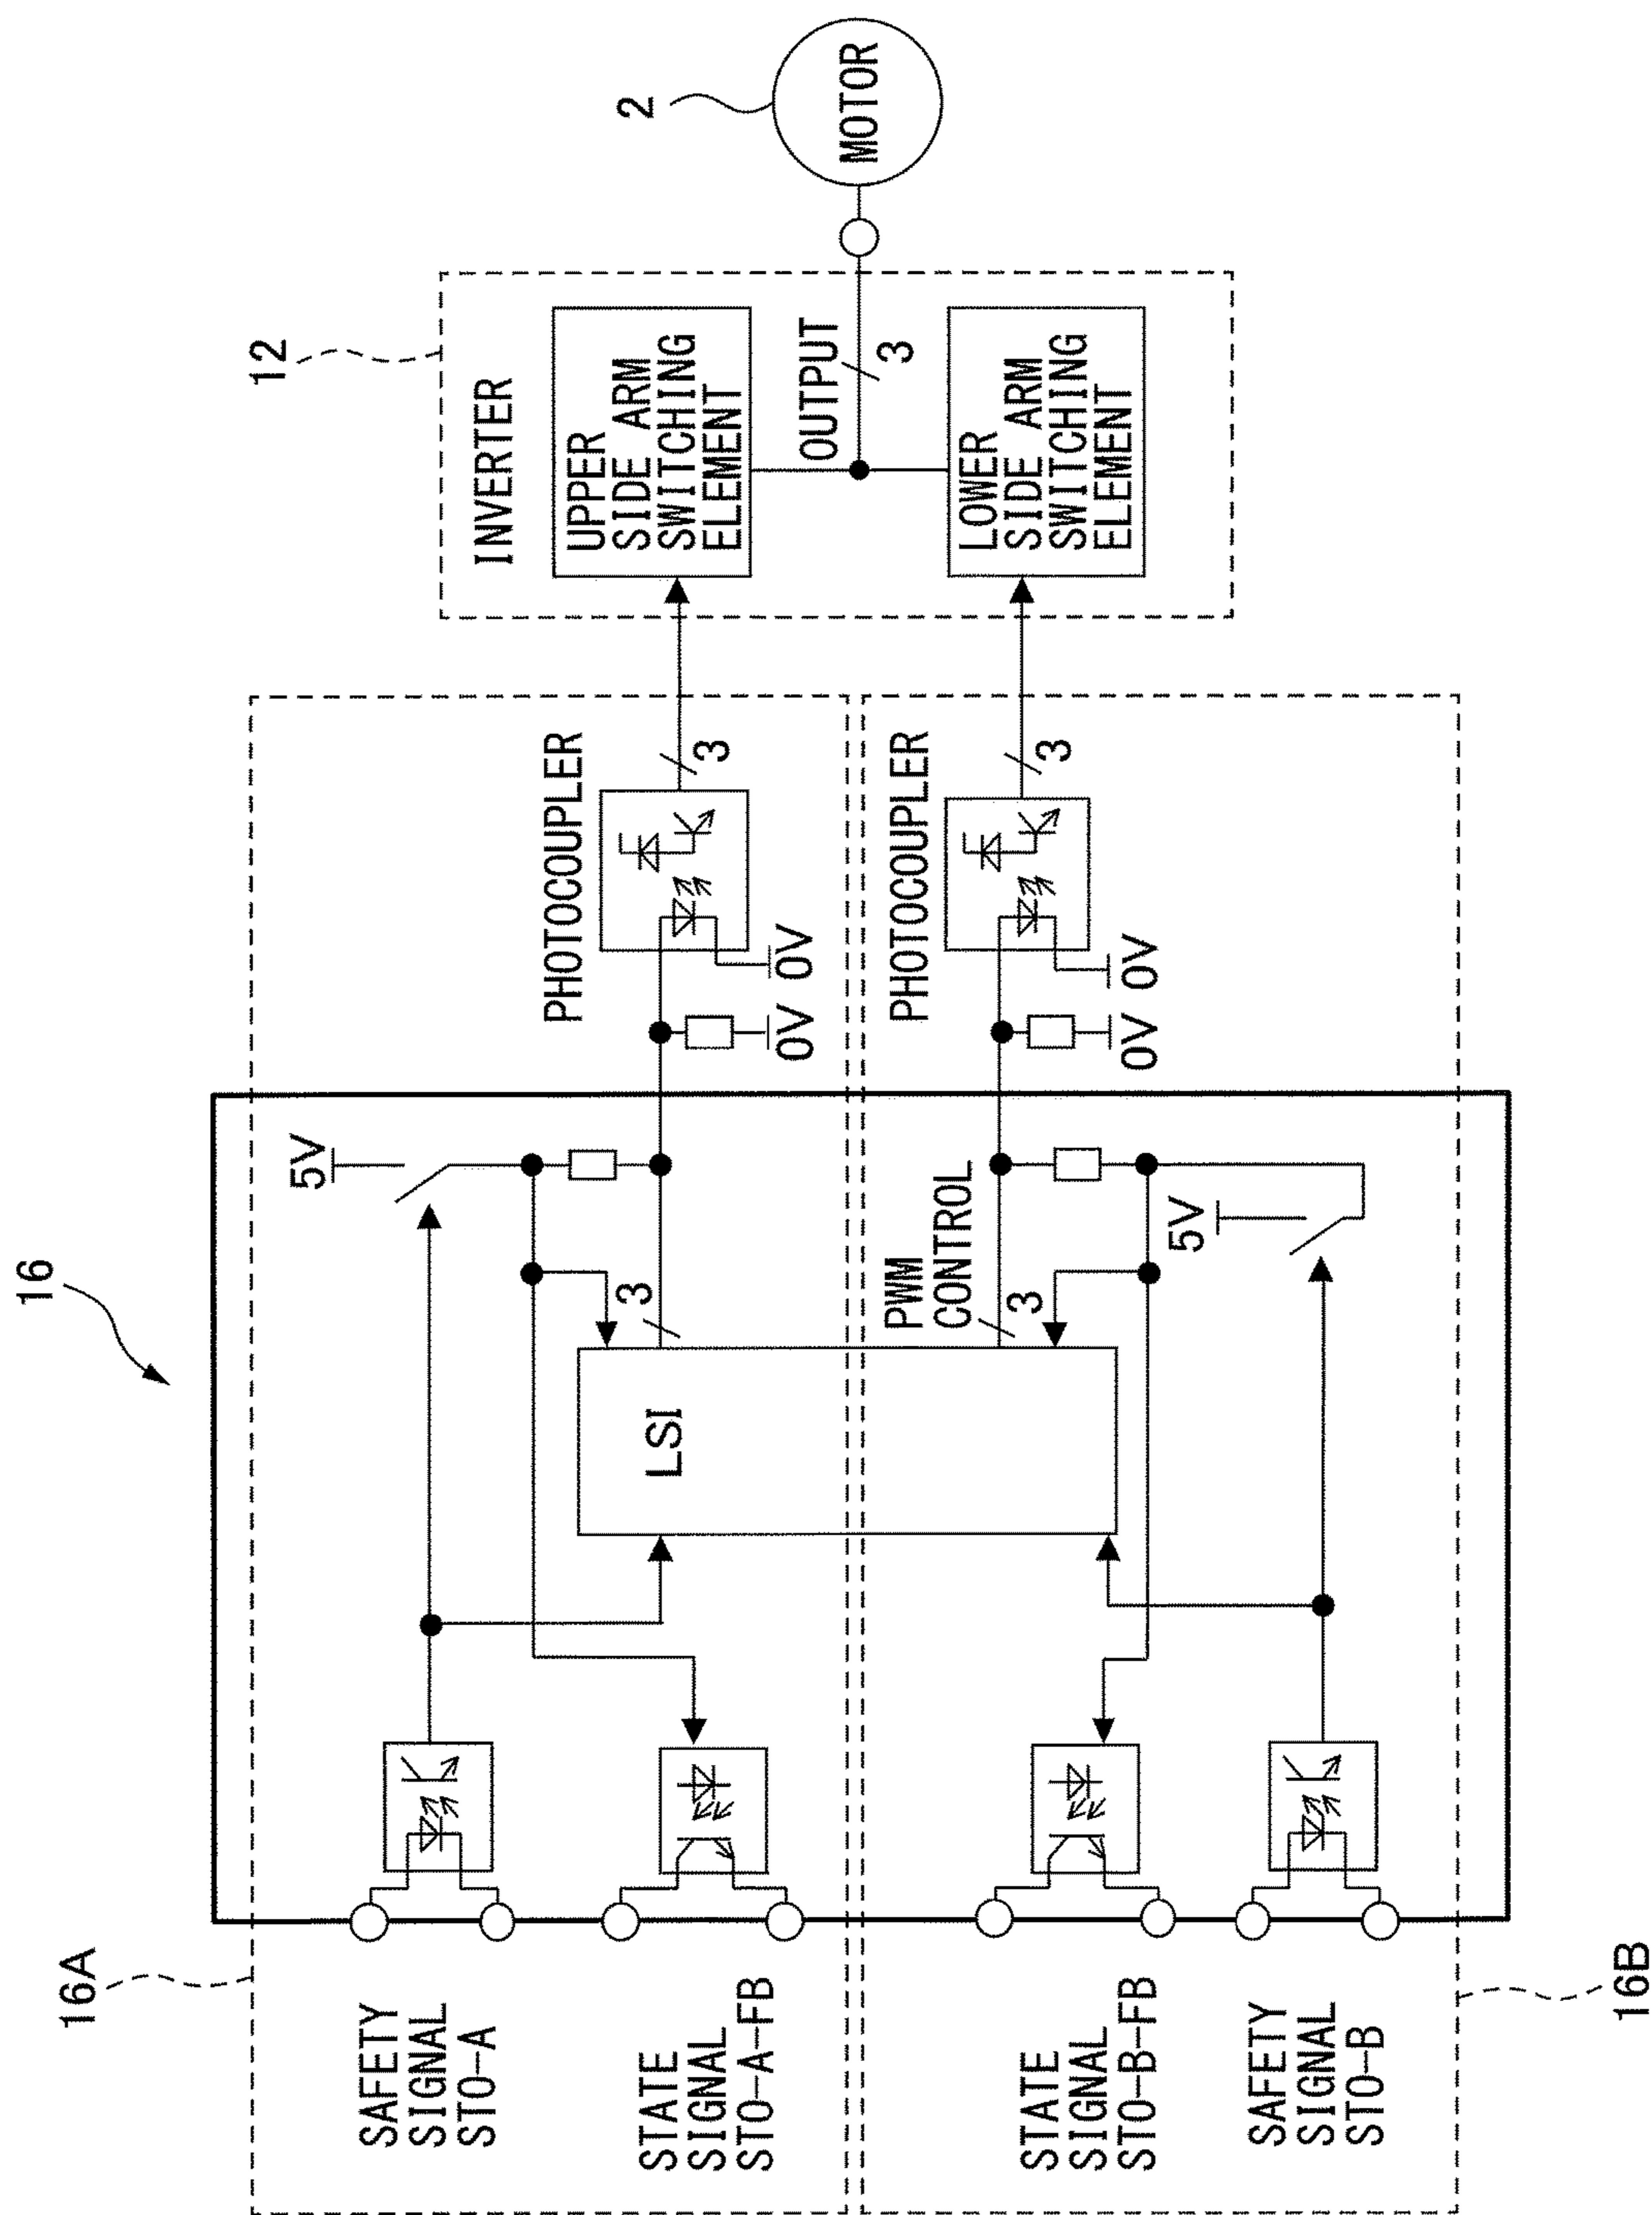 16
16A
SAFETY
SIGNAL
STO-A
STATE
SIGNAL
STO-A-FB
STATE
SIGNAL
STO-B-FB
SAFETY
SIGNAL
STO-B
16B
LSI
5V
3
PWM
CONTROL
3
5V
0V
0V
PHOTOCOUPLER
3
0V
0V
PHOTOCOUPLER
3
12
INVERTER
UPPER
SIDE ARM
SWITCHING
ELEMENT
OUTPUT
3
LOWER
SIDE ARM
SWITCHING
ELEMENT
2
MOTOR